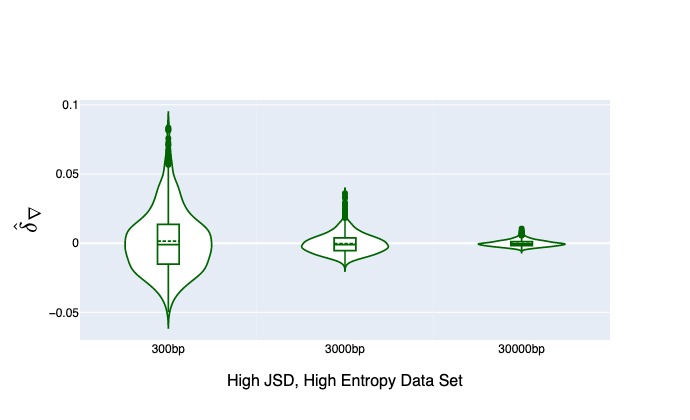 0.1
0.05
0
−0.05
δ̂∇
300bp
3000bp
30000bp
High JSD, High Entropy Data Set